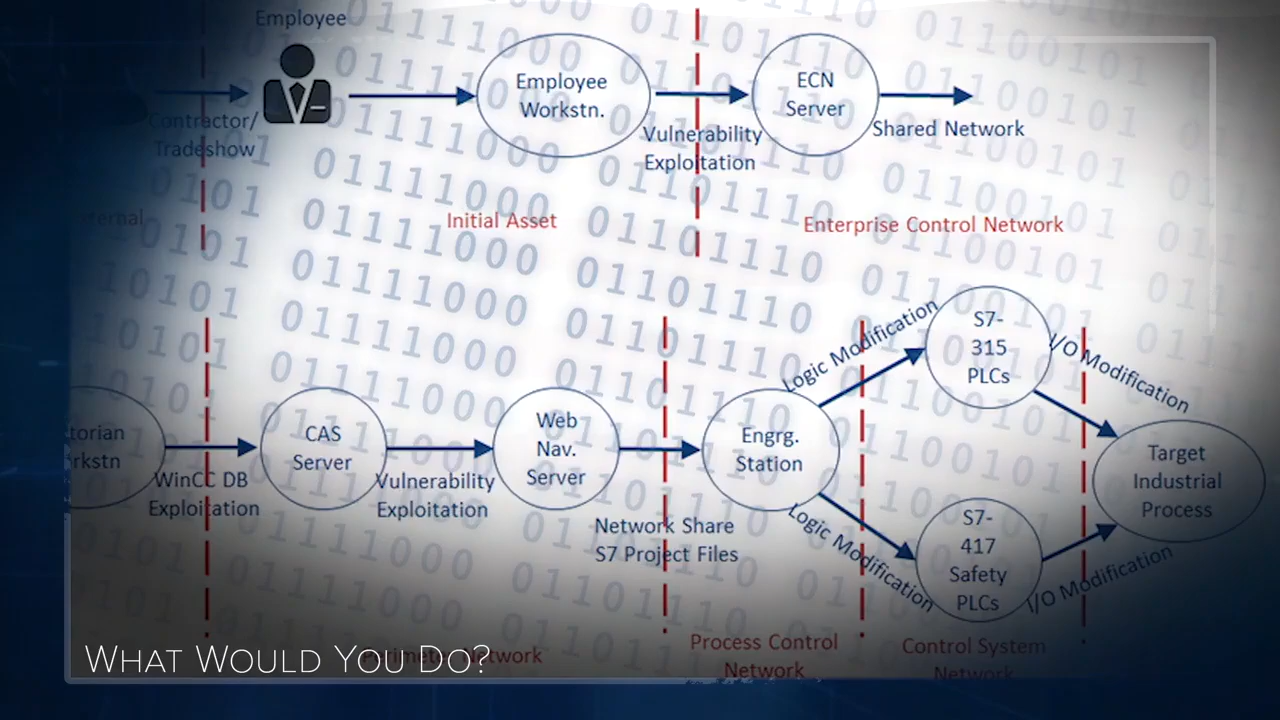 Employee
Contractor/
Tradeshow
Employee
Workstn.
Vulnerability
Exploitation
ECN
Server
Shared Network
Initial Asset
Enterprise Control Network
WinCC DB
Exploitation
CAS
Server
Vulnerability
Exploitation
Web
Nav.
Server
Network Share
S7 Project Files
Engrg.
Station
Logic Modification
Logic Modification
S7-
315
PLCs
S7-
417
Safety
PLCs
I/O Modification
I/O Modification
Target
Industrial
Process
Perimeter Network
Process Control
Network
Control System
Network
What Would You Do?